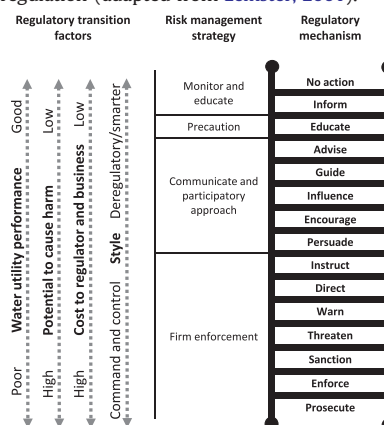 regulation (adapted from
Regulatory transition
factors
Risk management
strategy
Regulatory
mechanism
Good
Water utility performance
Poor
Low
Potential to cause harm
High
Low
Cost to regulator and business
High
Deregulatory/smarter
Style
Command and control
Monitor and
educate
Precaution
Communicate and
participatory
approach
Firm enforcement
No action
Inform
Educate
Advise
Guide
Influence
Encourage
Persuade
Instruct
Direct
Warn
Threaten
Sanction
Enforce
Prosecute